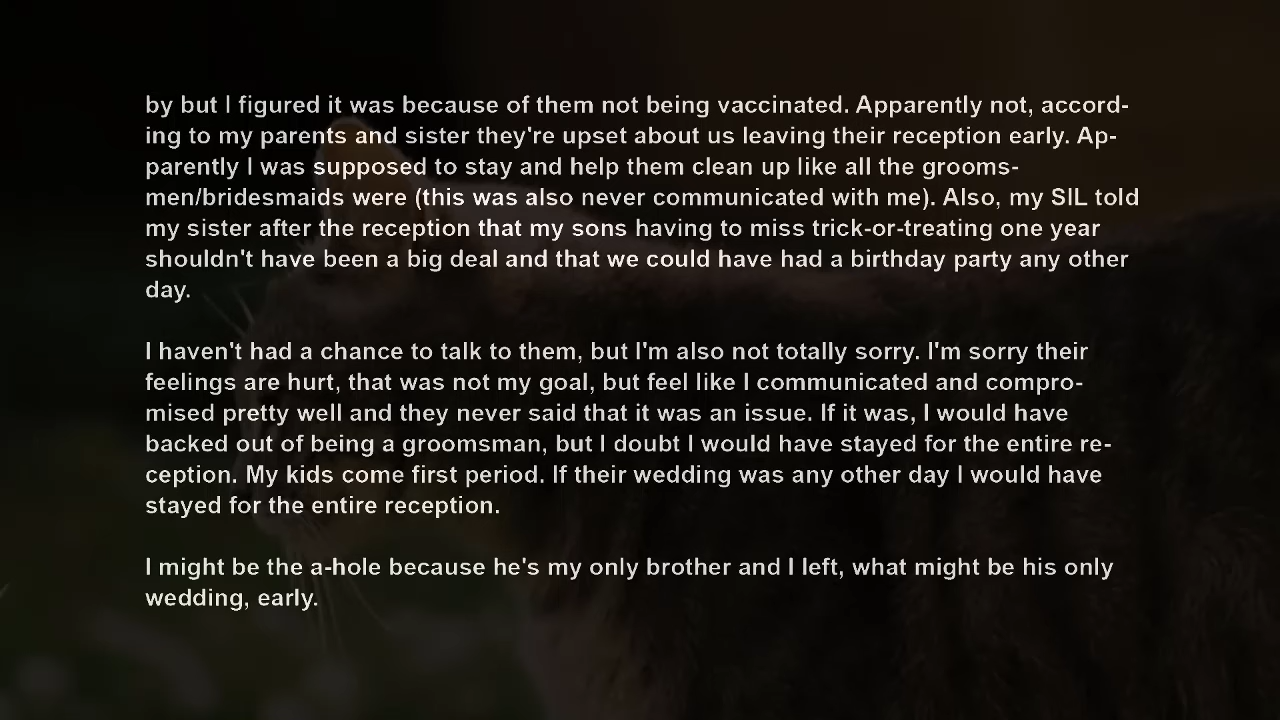 by but I figured it was because of them not being vaccinated. Apparently not, accord-
ing to my parents and sister they're upset about us leaving their reception early. Ap-
parently I was supposed to stay and help them clean up like all the grooms-
men/bridesmaids were (this was also never communicated with me). Also, my SIL told
my sister after the reception that my sons having to miss trick-or-treating one year
shouldn't have been a big deal and that we could have had a birthday party any other
day.
I haven't had a chance to talk to them, but I'm also not totally sorry. I'm sorry their
feelings are hurt, that was not my goal, but feel like I communicated and compro-
mised pretty well and they never said that it was an issue. If it was, I would have
backed out of being a groomsman, but I doubt I would have stayed for the entire re-
ception. My kids come first period. If their wedding was any other day I would have
stayed for the entire reception.
I might be the a-hole because he's my only brother and I left, what might be his only
wedding, early.